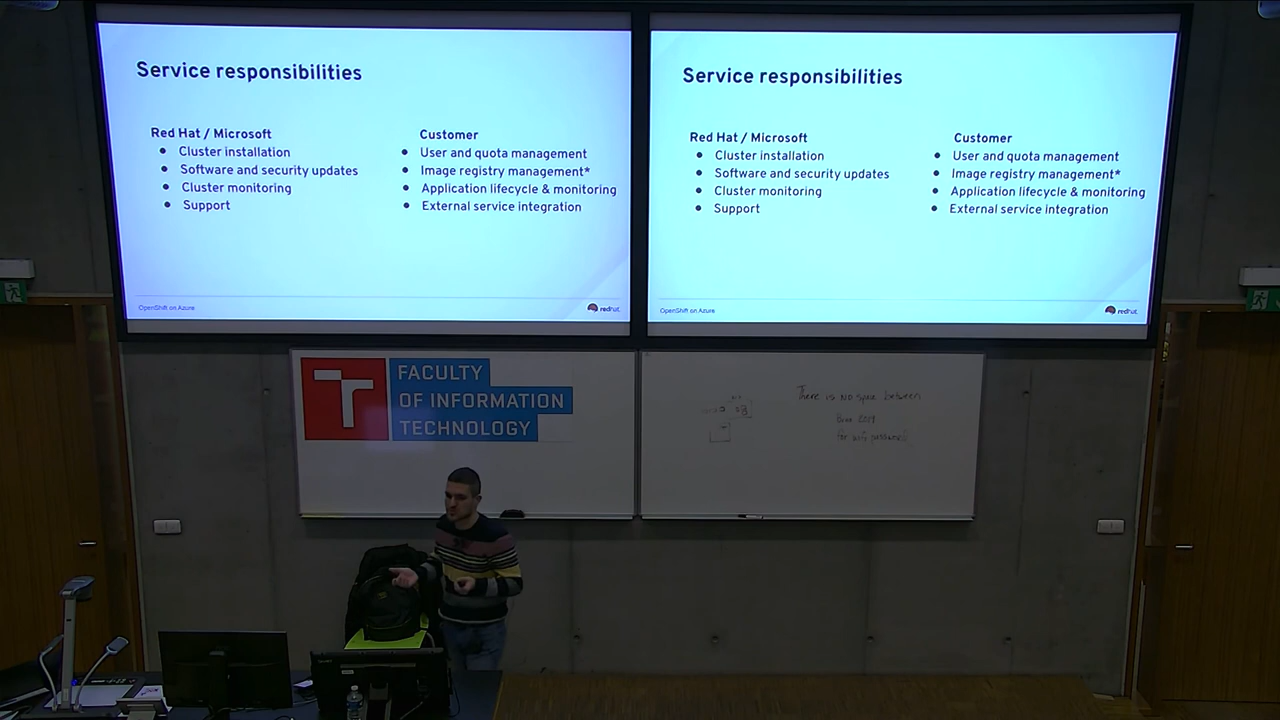 Service responsibilities
Red Hat / Microsoft
Cluster installation
Software and security updates
Cluster monitoring
Support
Customer
User and quota management
Image registry management*
Application lifecycle & monitoring
External service integration
OpenShift on Azure
redhat
Service responsibilities
Red Hat / Microsoft
Cluster installation
Software and security updates
Cluster monitoring
Support
Customer
User and quota management
Image registry management*
Application lifecycle & monitoring
External service integration
OpenShift on Azure
redhat
FACULTY
OF INFORMATION
TECHNOLOGY
There is no space between